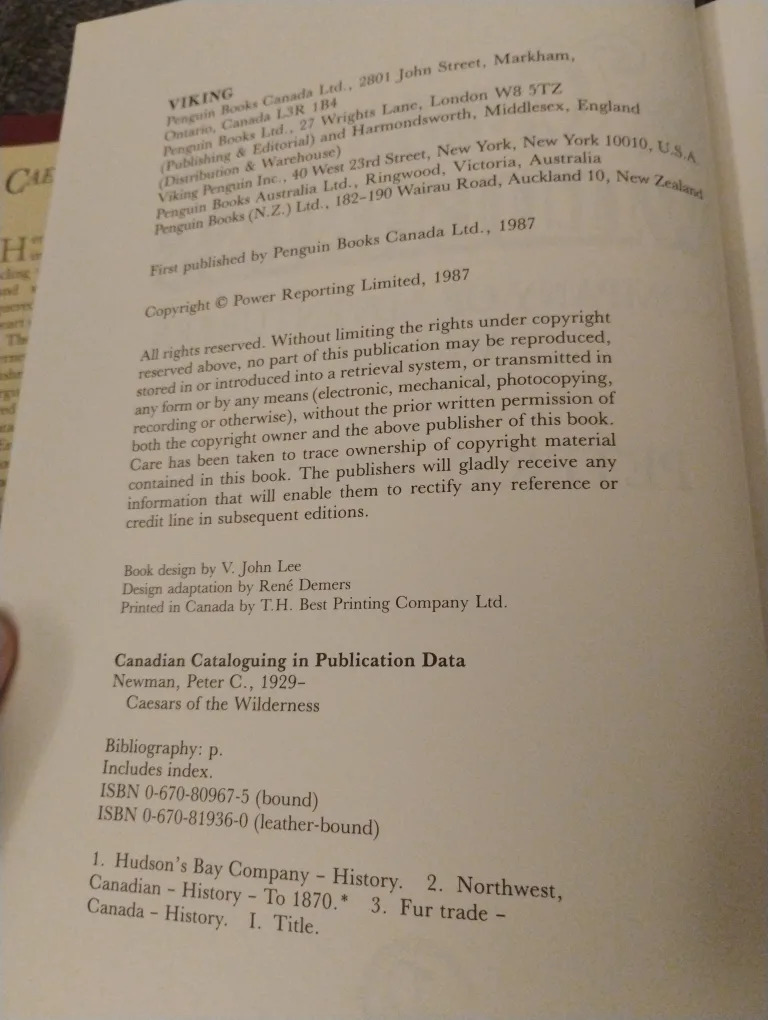 VIKING
Penguin Books Canada Ltd., 2801 John Street, Markham,
Ontario, Canada L3R 1B4
Penguin Books Ltd., 27 Wrights Lane, London W8 5TZ
(Publishing & Editorial) and Harmondsworth, Middlesex, England
(Distribution & Warehouse)
Viking Penguin Inc., 40 West 23rd Street, New York, New York 10010, U.S.A.
Penguin Books Australia Ltd., Ringwood, Victoria, Australia
Penguin Books (N.Z.) Ltd., 182–190 Wairau Road, Auckland 10, New Zealand
First published by Penguin Books Canada Ltd., 1987
Copyright © Power Reporting Limited, 1987
All rights reserved. Without limiting the rights under copyright
reserved above, no part of this publication may be reproduced,
stored in or introduced into a retrieval system, or transmitted in
any form or by any means (electronic, mechanical, photocopying,
recording or otherwise), without the prior written permission of
both the copyright owner and the above publisher of this book.
Care has been taken to trace ownership of copyright material
contained in this book. The publishers will gladly receive any
information that will enable them to rectify any reference or
credit line in subsequent editions.
Book design by V. John Lee
Design adaptation by René Demers
Printed in Canada by T.H. Best Printing Company Ltd.
Canadian Cataloguing in Publication Data
Newman, Peter C., 1929–
Caesars of the Wilderness
Bibliography: p.
Includes index.
ISBN 0-670-80967-5 (bound)
ISBN 0-670-81936-0 (leather-bound)
1. Hudson's Bay Company – History. 2. Northwest,
Canadian – History – To 1870.* 3. Fur trade –
Canada – History. I. Title.